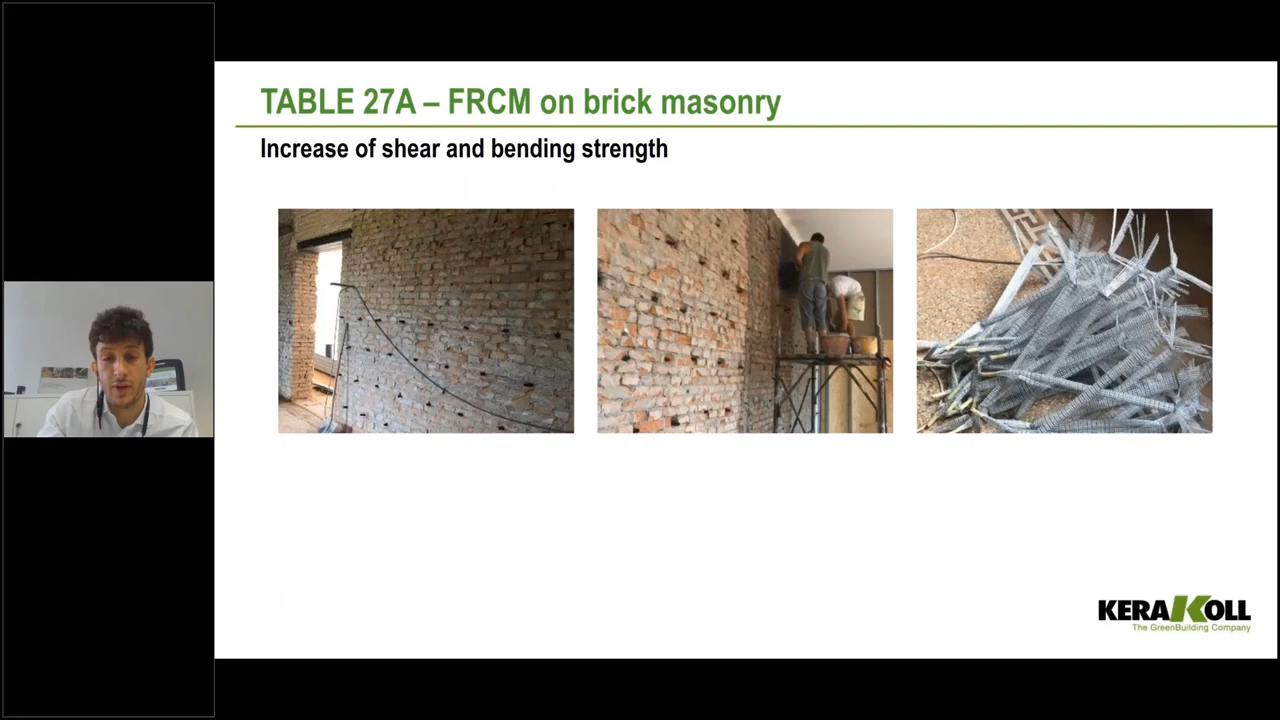 TABLE 27A – FRCM on brick masonry
Increase of shear and bending strength
KERAKOLL
The GreenBuilding Company